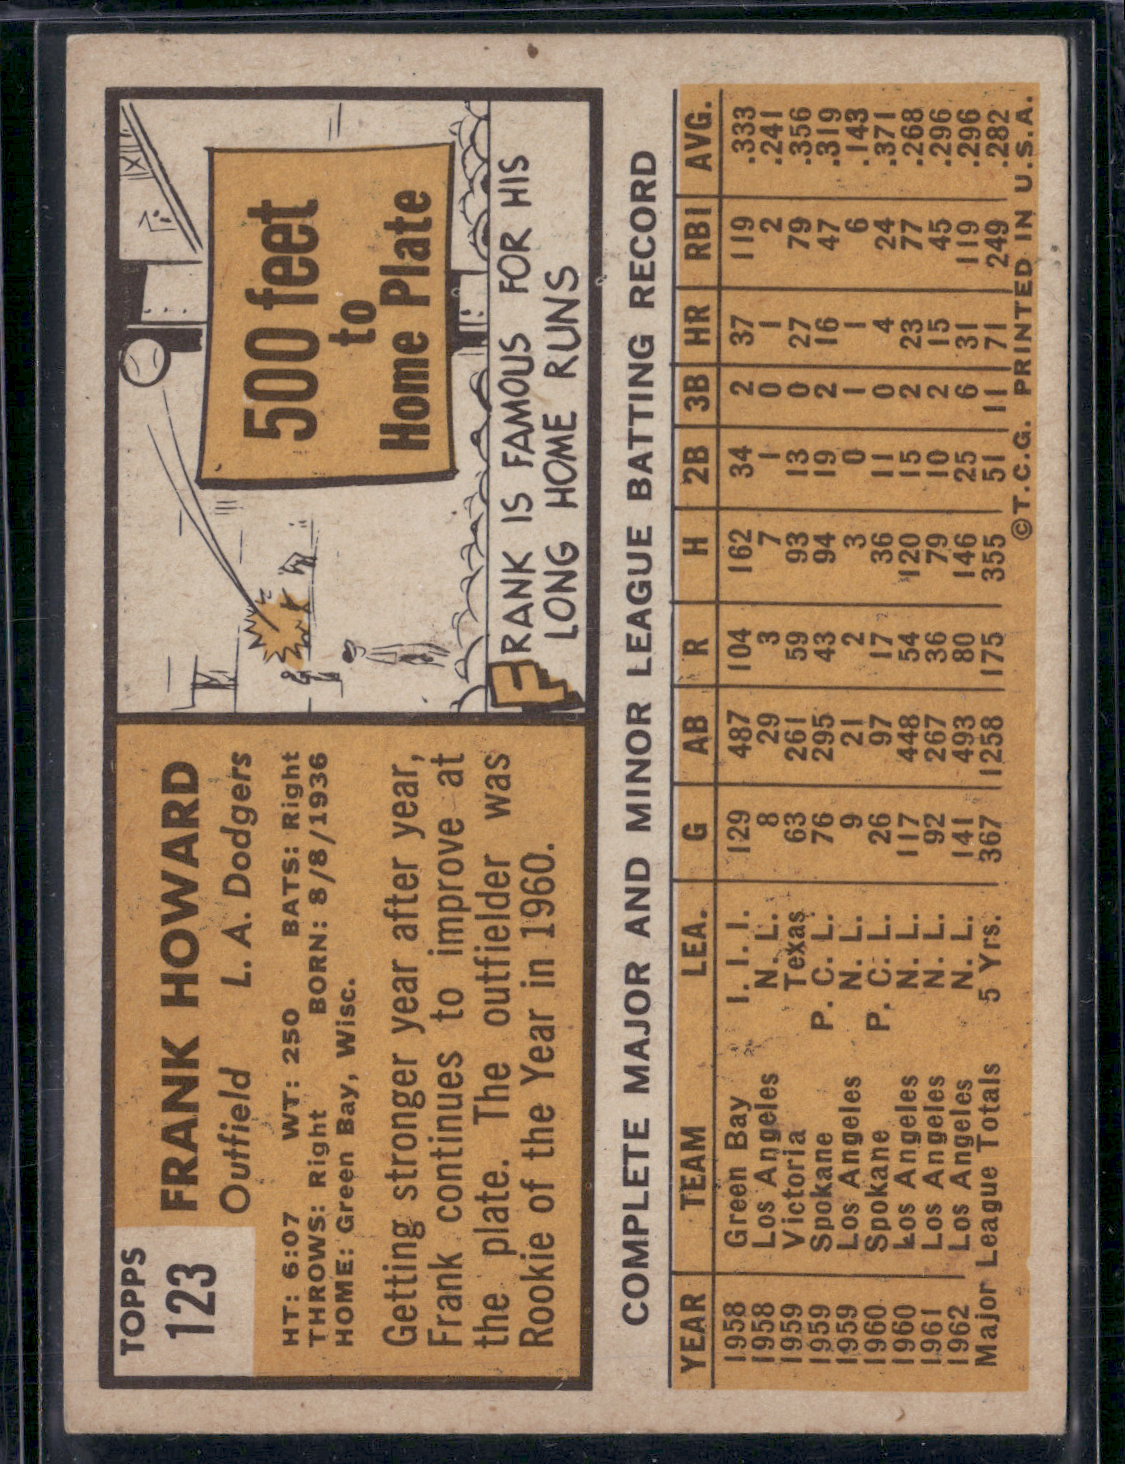 TOPPS
123
FRANK HOWARD
Outfield L. A. Dodgers
HT: 6:07 WT: 250 BATS: Right
THROWS: Right BORN: 8/8/1936
HOME: Green Bay, Wisc.
Getting stronger year after year,
Frank continues to improve at
the plate. The outfielder was
Rookie of the Year in 1960.
500 feet
to
Home Plate
FRANK IS FAMOUS FOR HIS
LONG HOME RUNS
COMPLETE MAJOR AND MINOR LEAGUE BATTING RECORD
YEAR TEAM LEA. G AB R H 2B 3B HR RBI AVG.
1958 Green Bay I. I. I. 129 487 104 162 34 2 37 119 .333
1958 Los Angeles N. L. 8 29 3 7 1 0 1 2 .241
1959 Victoria Texas 63 261 59 93 13 0 27 79 .356
1959 Spokane P. C. L. 76 295 43 94 19 2 16 47 .319
1959 Los Angeles N. L. 9 21 2 3 0 1 1 6 .143
1960 Spokane P. C. L. 26 97 17 36 11 0 4 24 .371
1960 Los Angeles N. L. 117 448 54 120 15 2 23 77 .268
1961 Los Angeles N. L. 92 267 36 79 10 2 15 45 .296
1962 Los Angeles N. L. 141 493 80 146 25 6 31 119 .296
Major League Totals 5 Yrs. 367 1258 175 355 51 11 71 249 .282
©T.C.G. PRINTED IN U.S.A.